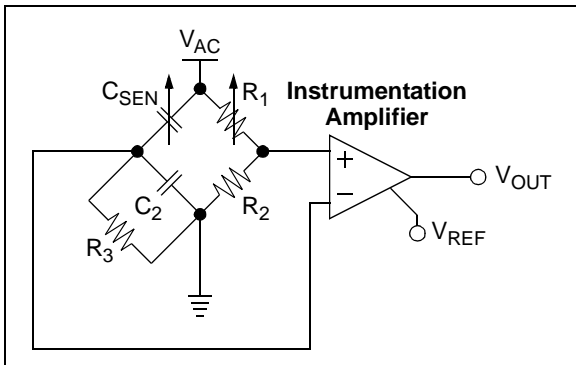 V_AC
C_SEN
R_1
Instrumentation
Amplifier
+
−
V_OUT
C_2
R_2
R_3
V_REF